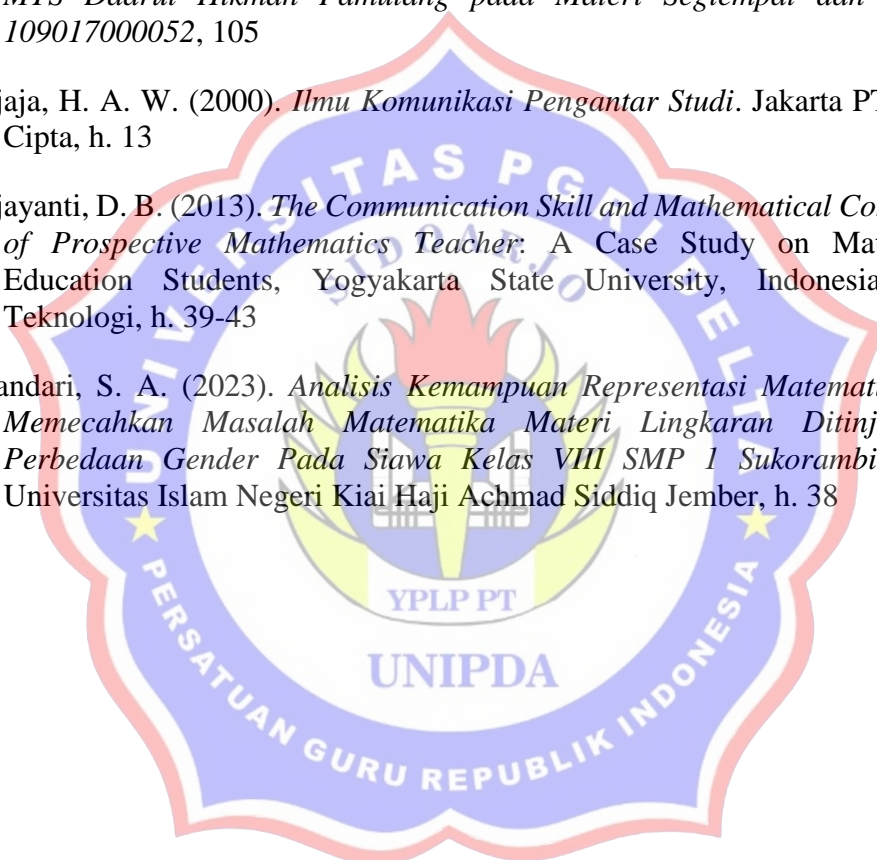 MTS Daarul Hikmah Pamulang pada Materi Segiempat dan
109017000052, 105
jaja, H. A. W. (2000). Ilmu Komunikasi Pengantar Studi. Jakarta PT
Cipta, h. 13
jayanti, D. B. (2013). The Communication Skill and Mathematical Co
of Prospective Mathematics Teacher: A Case Study on Mat
Education Students, Yogyakarta State University, Indonesia
Teknologi, h. 39-43
andari, S. A. (2023). Analisis Kemampuan Representasi Matemati
Memecahkan Masalah Matematika Materi Lingkaran Ditinj
Perbedaan Gender Pada Siawa Kelas VIII SMP 1 Sukorambi
Universitas Islam Negeri Kiai Haji Achmad Siddiq Jember, h. 38
UNIVERSITAS PGRI DELTA
SIDOARJO
YPLP PT
UNIPDA
PERSATUAN GURU REPUBLIK INDONESIA